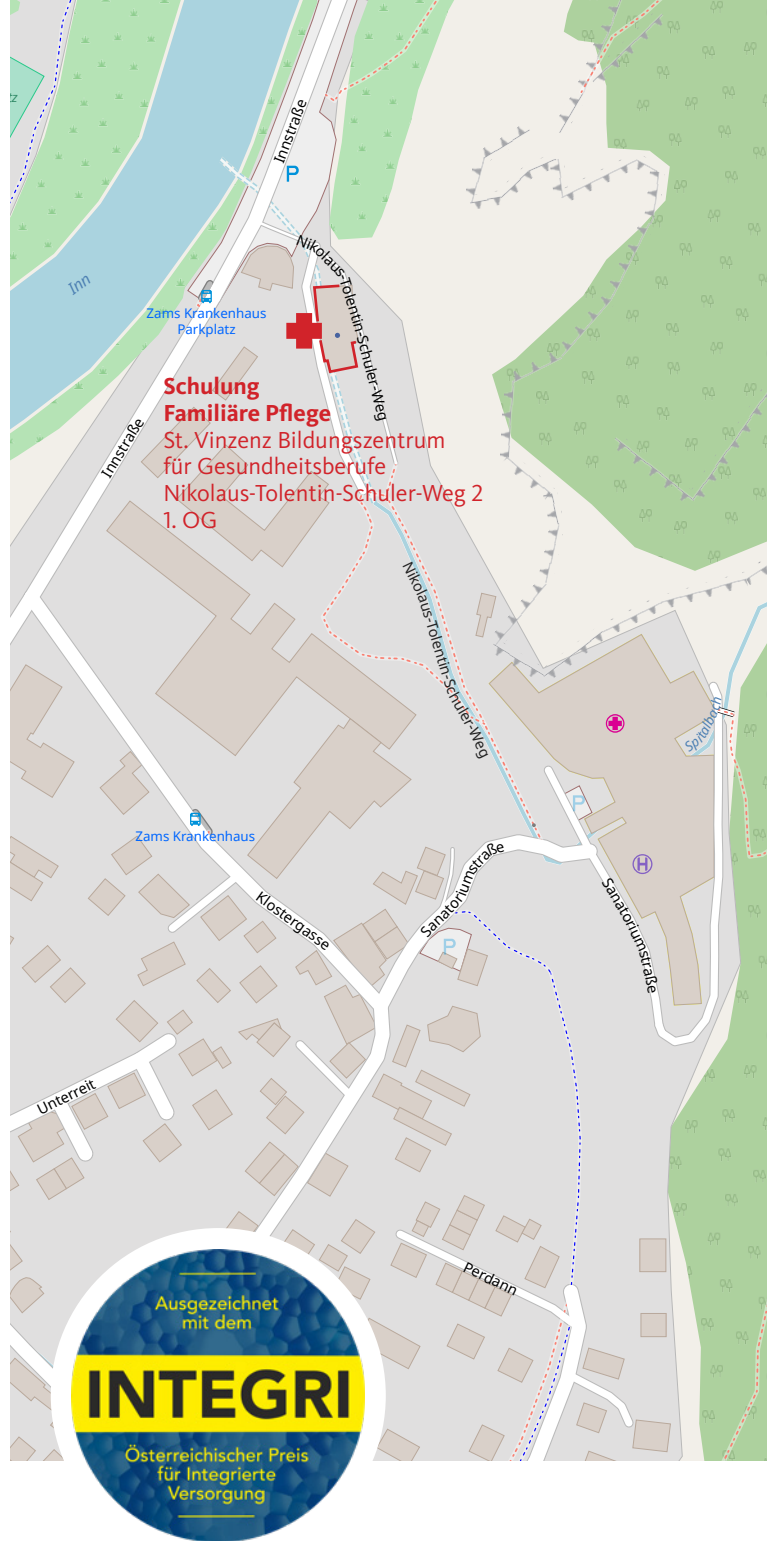 Innstraße
P
Nikolaus-Tolentin-Schuler-Weg
Inn
Zams Krankenhaus
Parkplatz
Schulung
Familiäre Pflege
St. Vinzenz Bildungszentrum
für Gesundheitsberufe
Nikolaus-Tolentin-Schuler-Weg 2
1. OG
Innstraße
Nikolaus-Tolentin-Schuler-Weg
Spitalbach
P
Zams Krankenhaus
H
Sanatoriumstraße
Sanatoriumstraße
Klostergasse
P
Unterreit
Perdann
Ausgezeichnet
mit dem
INTEGRI
Österreichischer Preis
für Integrierte
Versorgung